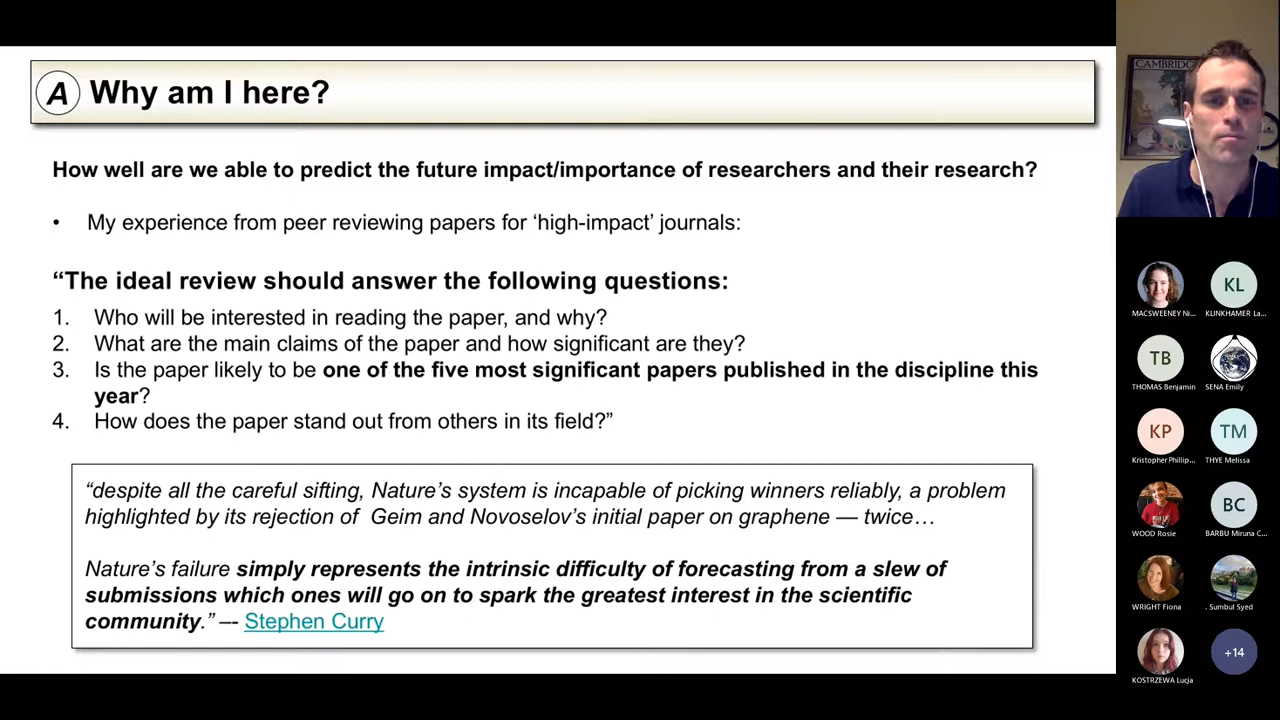 A Why am I here?
How well are we able to predict the future impact/importance of researchers and their research?
• My experience from peer reviewing papers for ‘high-impact’ journals:
“The ideal review should answer the following questions:
1. Who will be interested in reading the paper, and why?
2. What are the main claims of the paper and how significant are they?
3. Is the paper likely to be one of the five most significant papers published in the discipline this
year?
4. How does the paper stand out from others in its field?”
“despite all the careful sifting, Nature’s system is incapable of picking winners reliably, a problem
highlighted by its rejection of Geim and Novoselov’s initial paper on graphene — twice…
Nature’s failure simply represents the intrinsic difficulty of forecasting from a slew of
submissions which ones will go on to spark the greatest interest in the scientific
community.” –- Stephen Curry
CAMBRIDGE
KL
MACSWEENEY Ni... KLINKHAMER La...
TB
THOMAS Benjamin SENA Emily
KP TM
Kristopher Phillip... THYE Melissa
BC
WOOD Rosie BARBU Miruna C...
WRIGHT Fiona . Sumbul Syed
+14
KOSTRZEWA Lucja